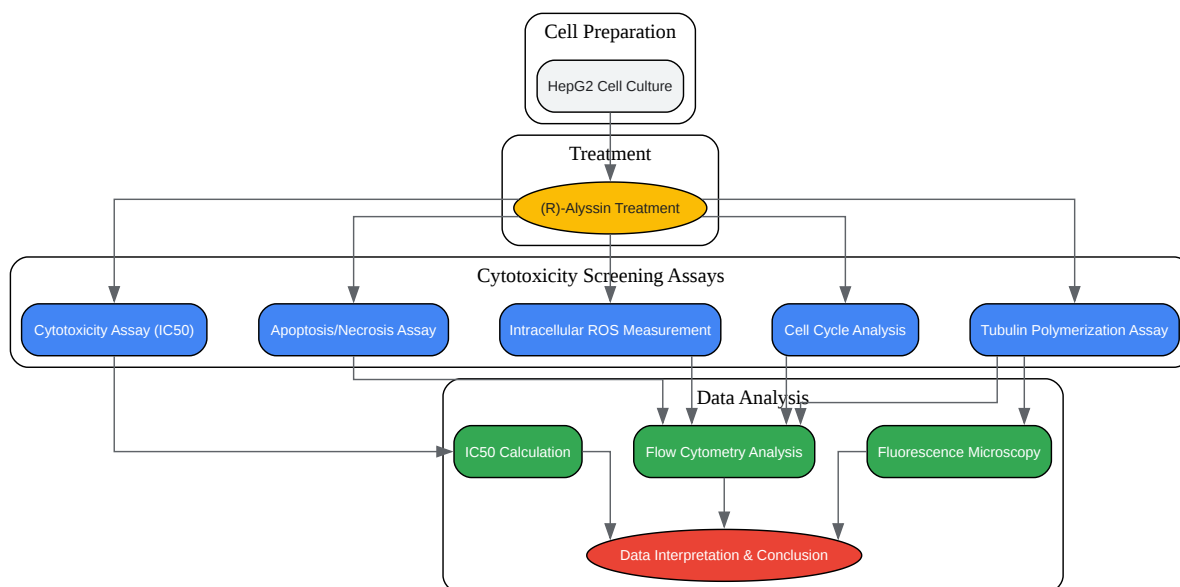 Cell Preparation
HepG2 Cell Culture
Treatment
(R)-Alyssin Treatment
Cytotoxicity Screening Assays
Cytotoxicity Assay (IC50)
Apoptosis/Necrosis Assay
Intracellular ROS Measurement
Cell Cycle Analysis
Tubulin Polymerization Assay
Data Analysis
IC50 Calculation
Flow Cytometry Analysis
Fluorescence Microscopy
Data Interpretation & Conclusion